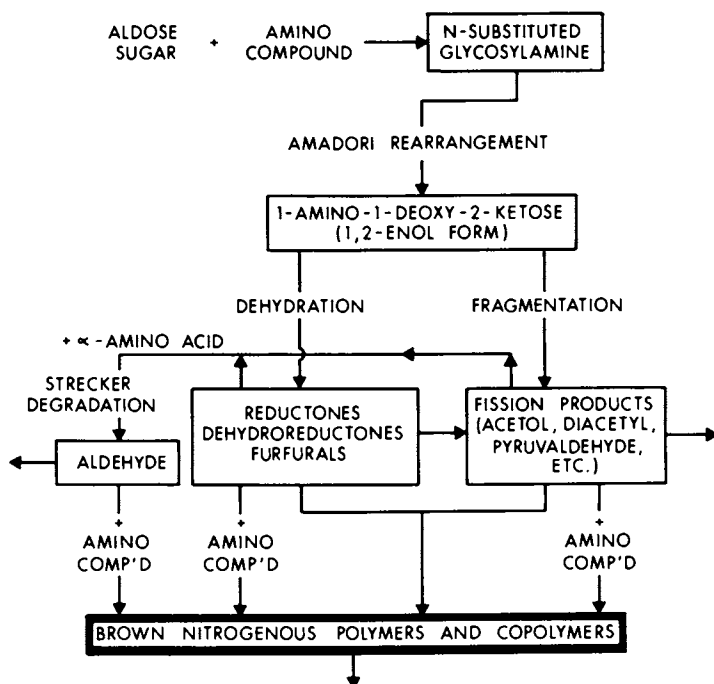 ALDOSE SUGAR + AMINO COMPOUND
N-SUBSTITUTED
GLYCOSYLAMINE
AMADORI REARRANGEMENT
1-AMINO-1-DEOXY-2-KETOSE
(1,2-ENOL FORM)
DEHYDRATION
FRAGMENTATION
+ ∝-AMINO ACID
STRECKER
DEGRADATION
REDUCTONES
DEHYDROREDUCTONES
FURFURALS
FISSION PRODUCTS
(ACETOL, DIACETYL,
PYRUVALDEHYDE,
ETC.)
ALDEHYDE
+
AMINO
COMP'D
+
AMINO
COMP'D
+
AMINO
COMP'D
BROWN NITROGENOUS POLYMERS AND COPOLYMERS